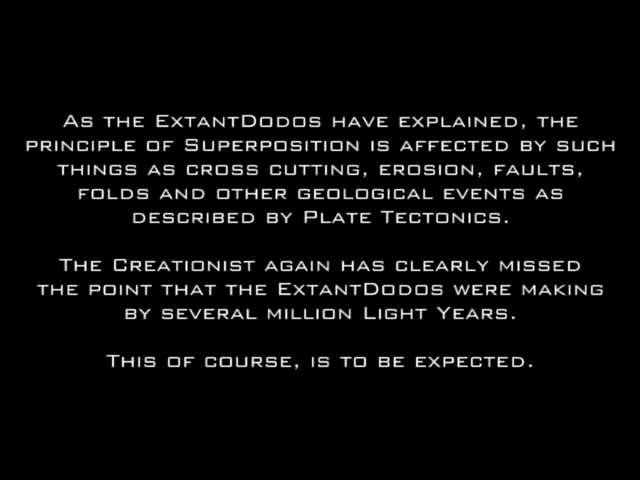 As the ExtantDodos have explained, the
principle of Superposition is affected by such
things as cross cutting, erosion, faults,
folds and other geological events as
described by Plate Tectonics.
The Creationist again has clearly missed
the point that the ExtantDodos were making
by several million Light Years.
This of course, is to be expected.